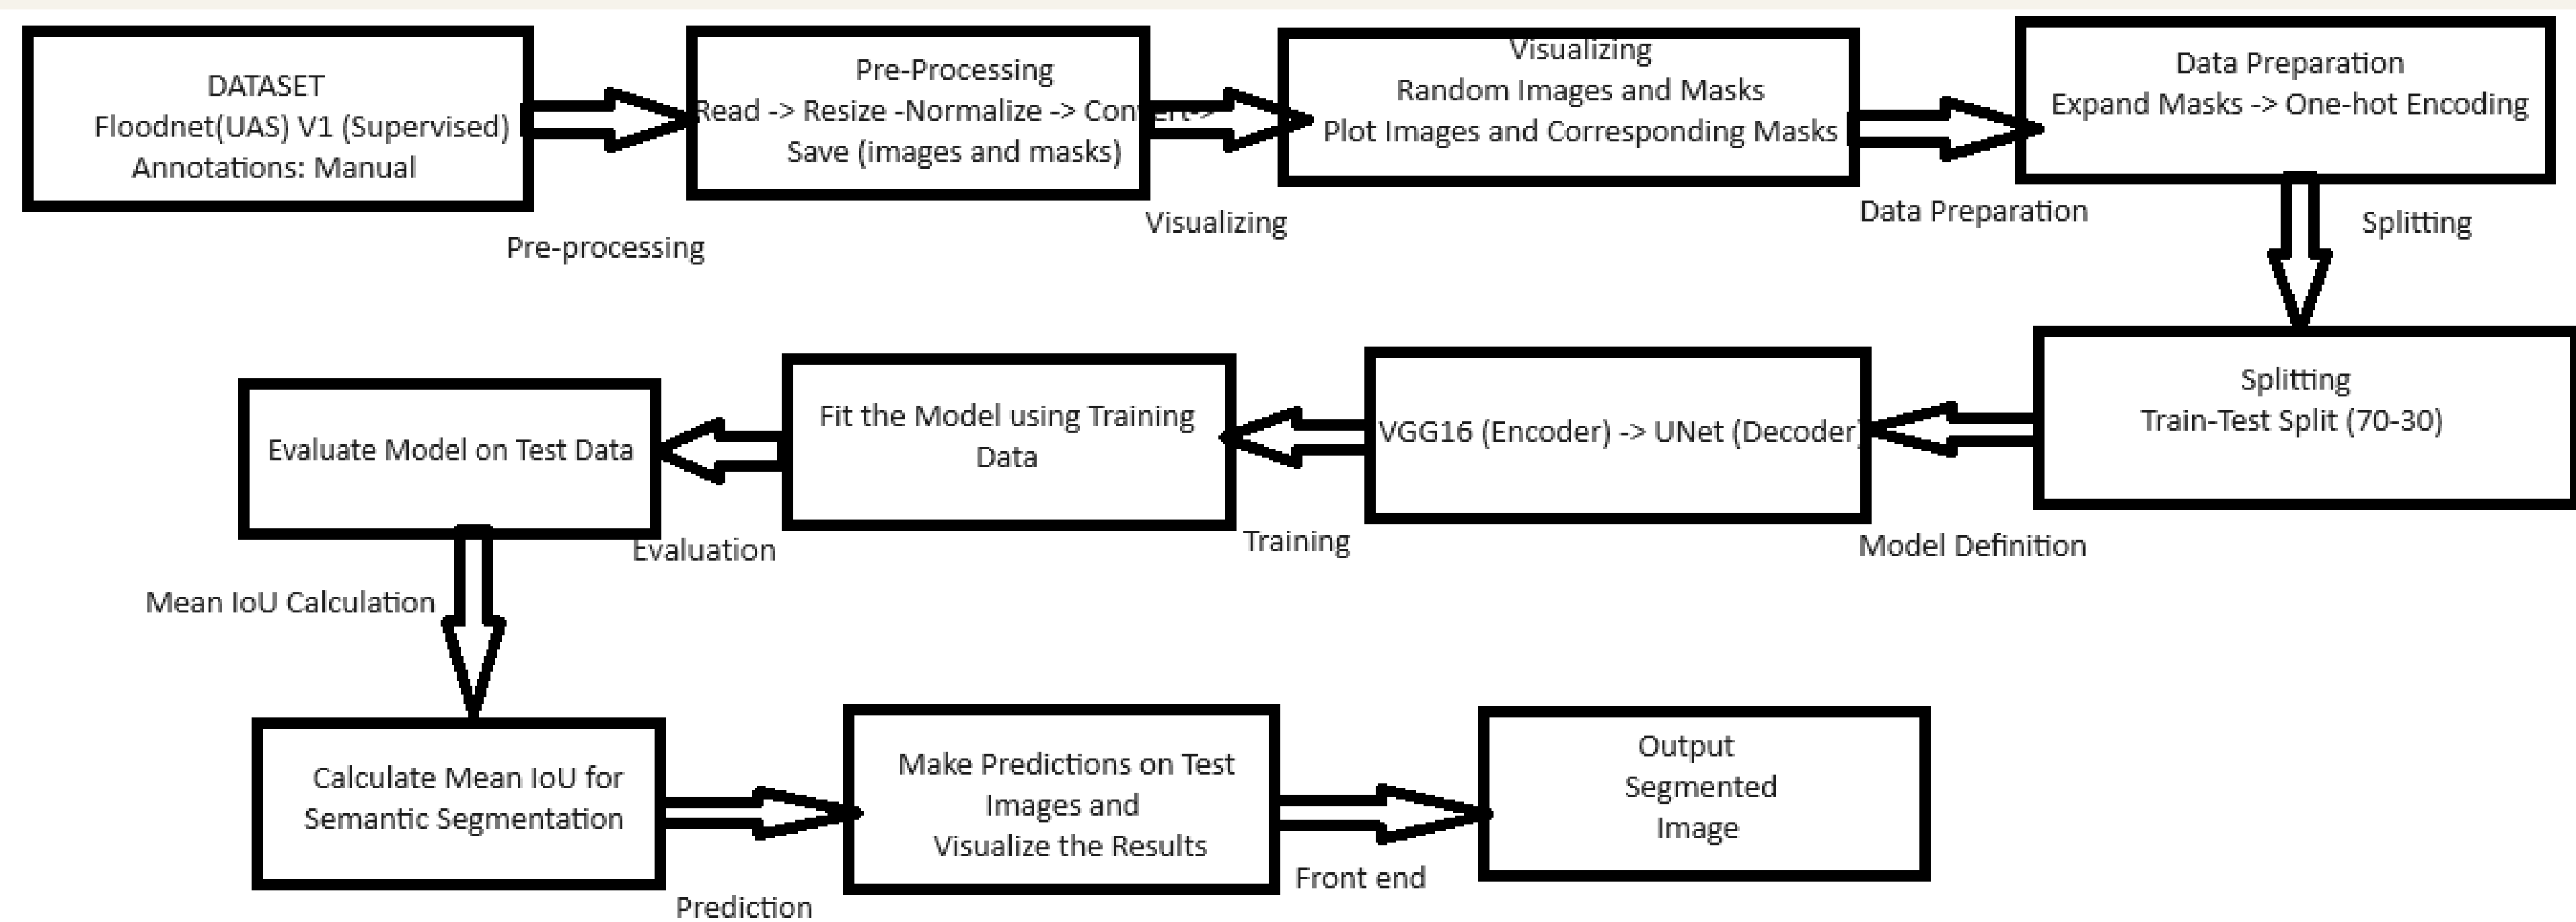 DATASET
Floodnet(UAS) V1 (Supervised)
Annotations: Manual
Pre-processing
Pre-Processing
Read -> Resize -Normalize -> Convert->
Save (images and masks)
Visualizing
Visualizing
Random Images and Masks
Plot Images and Corresponding Masks
Data Preparation
Data Preparation
Expand Masks -> One-hot Encoding
Splitting
Splitting
Train-Test Split (70-30)
Model Definition
VGG16 (Encoder) -> UNet (Decoder)
Training
Fit the Model using Training
Data
Evaluation
Evaluate Model on Test Data
Mean IoU Calculation
Calculate Mean IoU for
Semantic Segmentation
Prediction
Make Predictions on Test
Images and
Visualize the Results
Front end
Output
Segmented
Image